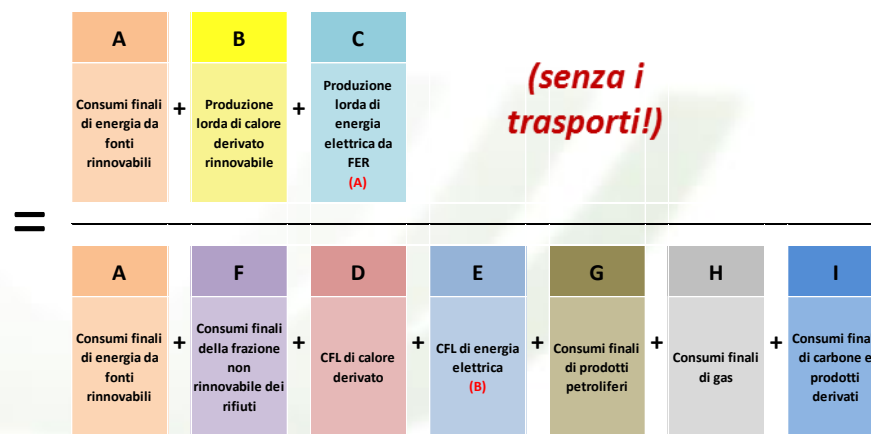 A B C
(senza i
trasporti!)
Consumi finali
di energia da
fonti
rinnovabili
+
Produzione
lorda di calore
derivato
rinnovabile
+
Produzione
lorda di
energia
elettrica da
FER
(A)
=
A F D E G H I
Consumi finali
di energia da
fonti
rinnovabili
+
Consumi finali
della frazione
non
rinnovabile dei
rifiuti
+
CFL di calore
derivato
+
CFL di energia
elettrica
(B)
+
Consumi finali
di prodotti
petroliferi
+
Consumi finali
di gas
+
Consumi fina
di carbone e
prodotti
derivati